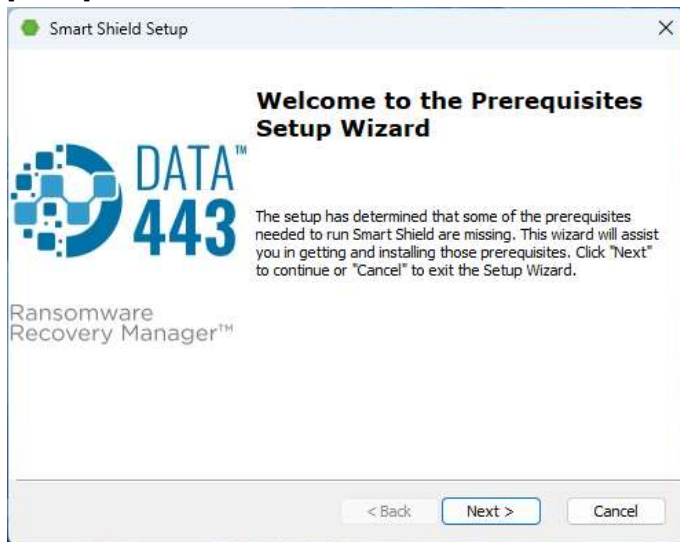 Smart Shield Setup
Welcome to the Prerequisites
Setup Wizard
DATA™
443
The setup has determined that some of the prerequisites
needed to run Smart Shield are missing. This wizard will assist
you in getting and installing those prerequisites. Click "Next"
to continue or "Cancel" to exit the Setup Wizard.
Ransomware
Recovery Manager™
< Back
Next >
Cancel